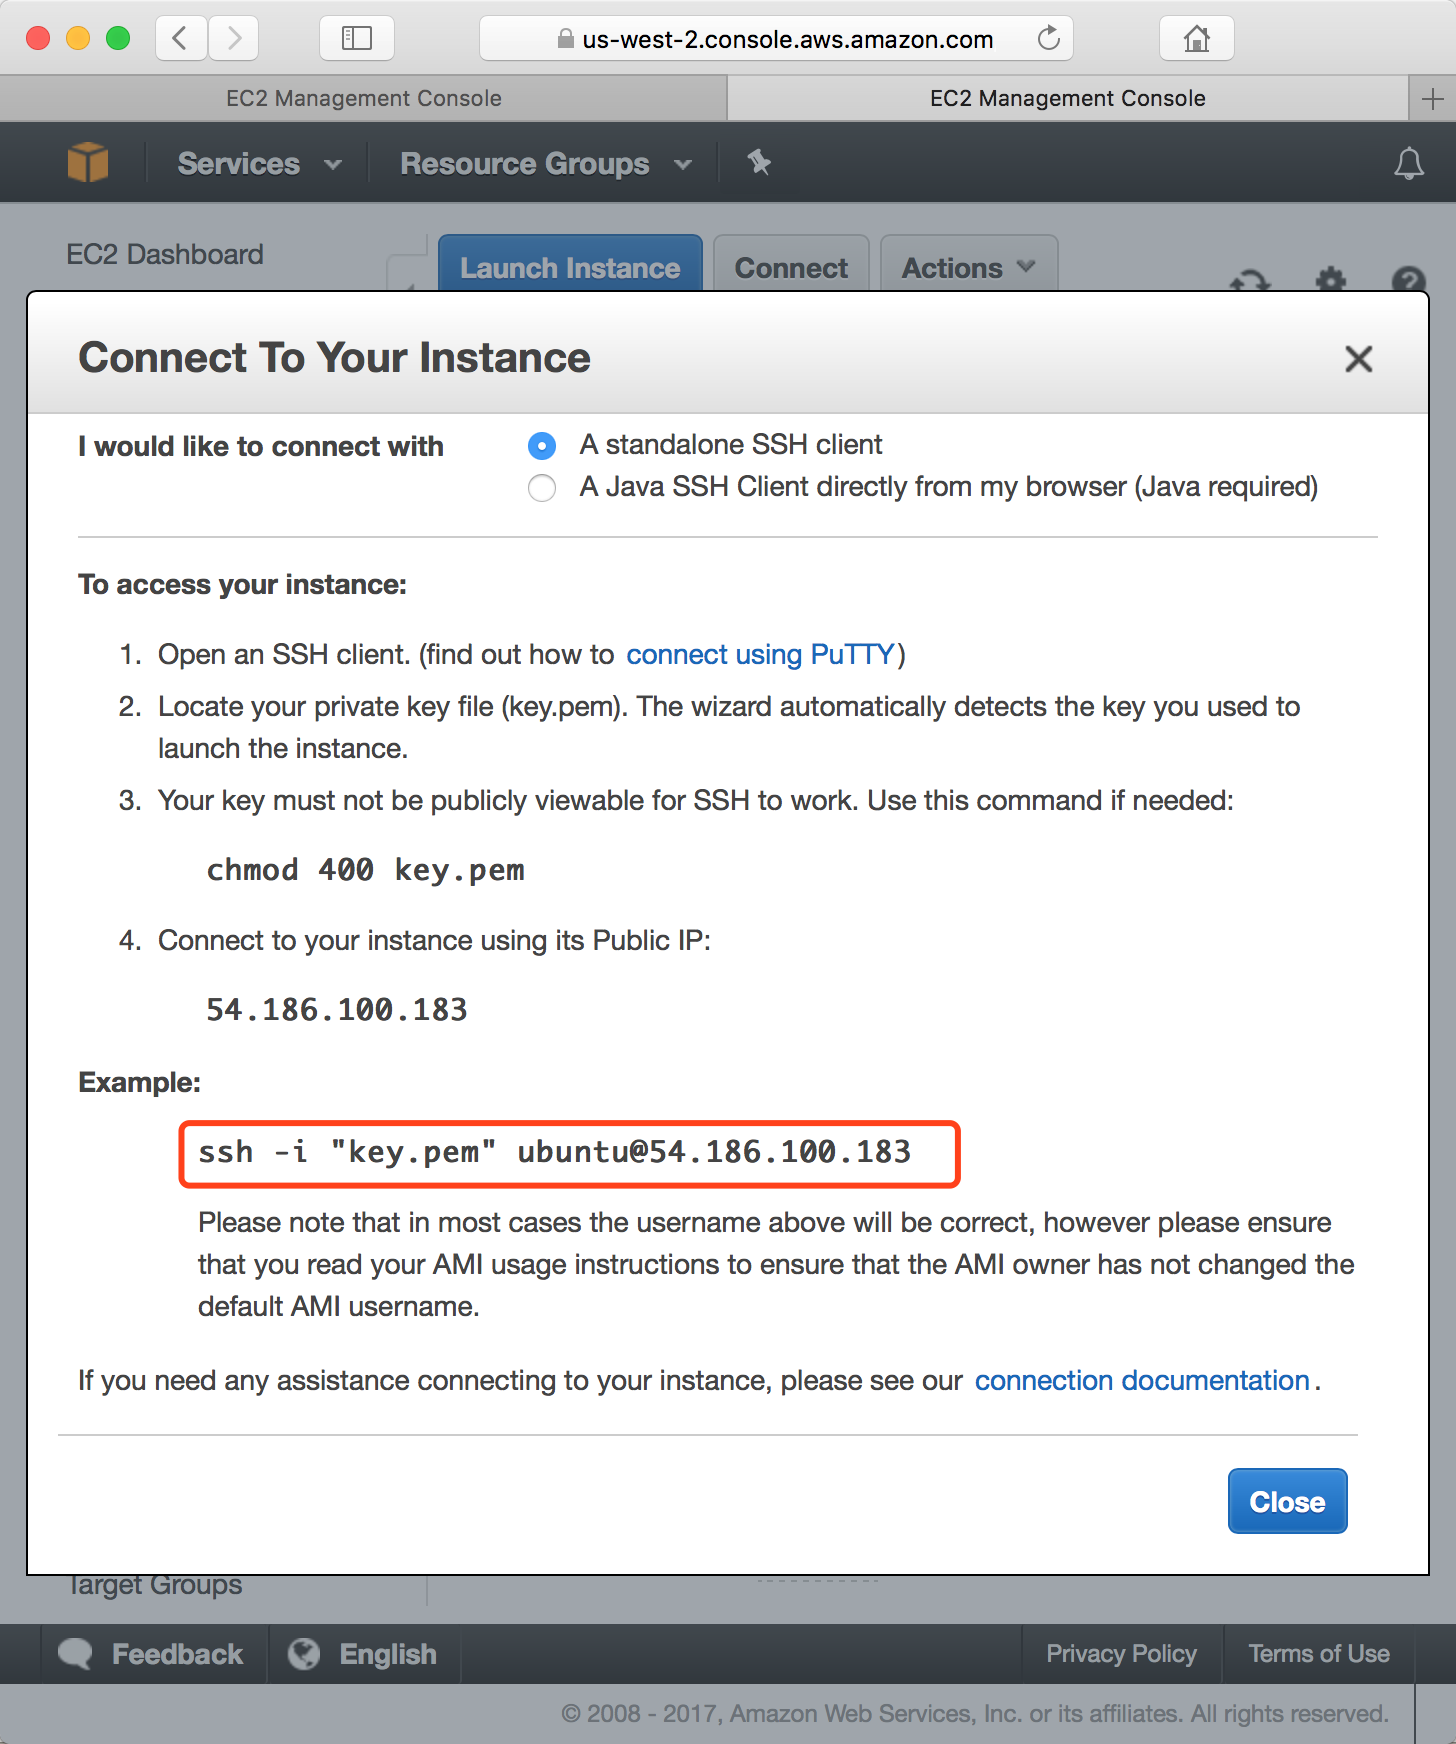 us-west-2.console.aws.amazon.com
EC2 Management Console
EC2 Management Console
Services
Resource Groups
EC2 Dashboard
Launch Instance
Connect
Actions
Connect To Your Instance
I would like to connect with
A standalone SSH client
A Java SSH Client directly from my browser (Java required)
To access your instance:
1. Open an SSH client. (find out how to connect using PuTTY)
2. Locate your private key file (key.pem). The wizard automatically detects the key you used to
launch the instance.
3. Your key must not be publicly viewable for SSH to work. Use this command if needed:
chmod 400 key.pem
4. Connect to your instance using its Public IP:
54.186.100.183
Example:
ssh -i "key.pem" ubuntu@54.186.100.183
Please note that in most cases the username above will be correct, however please ensure
that you read your AMI usage instructions to ensure that the AMI owner has not changed the
default AMI username.
If you need any assistance connecting to your instance, please see our connection documentation .
Close
Target Groups
Feedback
English
Privacy Policy
Terms of Use
© 2008 - 2017, Amazon Web Services, Inc. or its affiliates. All rights reserved.